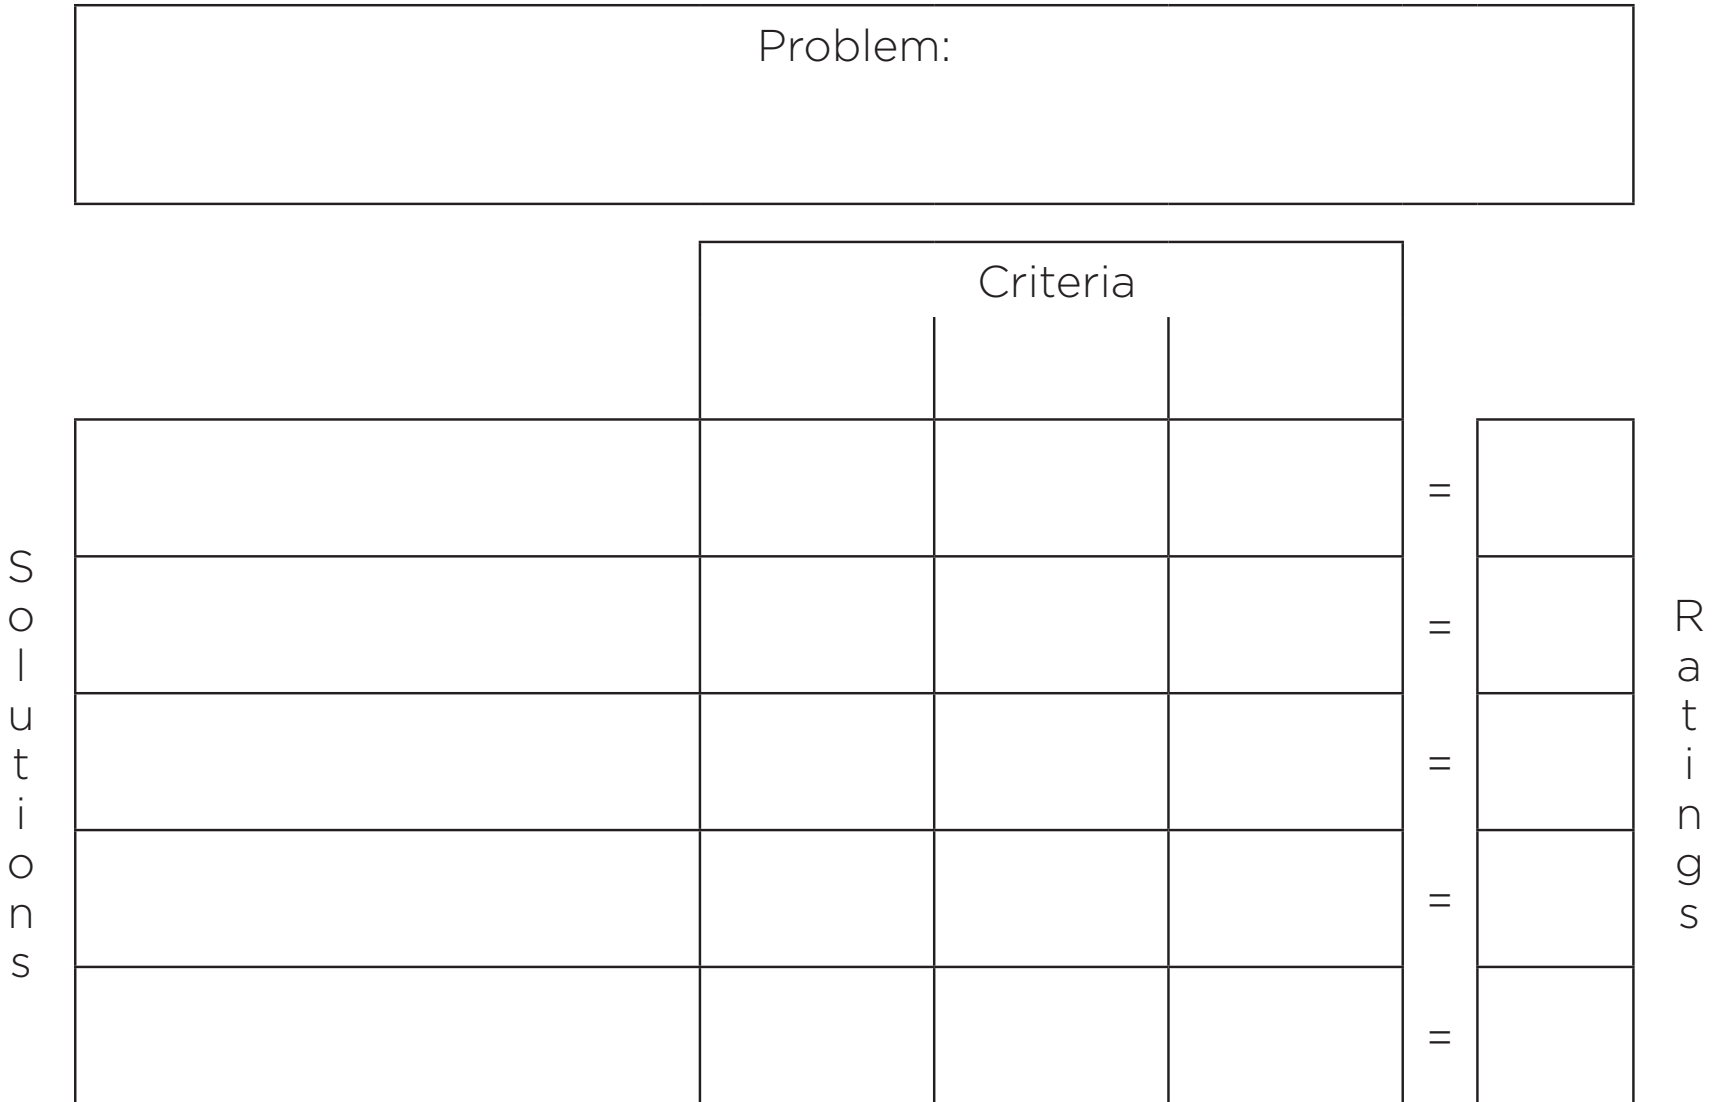 Problem:
Criteria
=
=
Solutions
Ratings
=
=
=